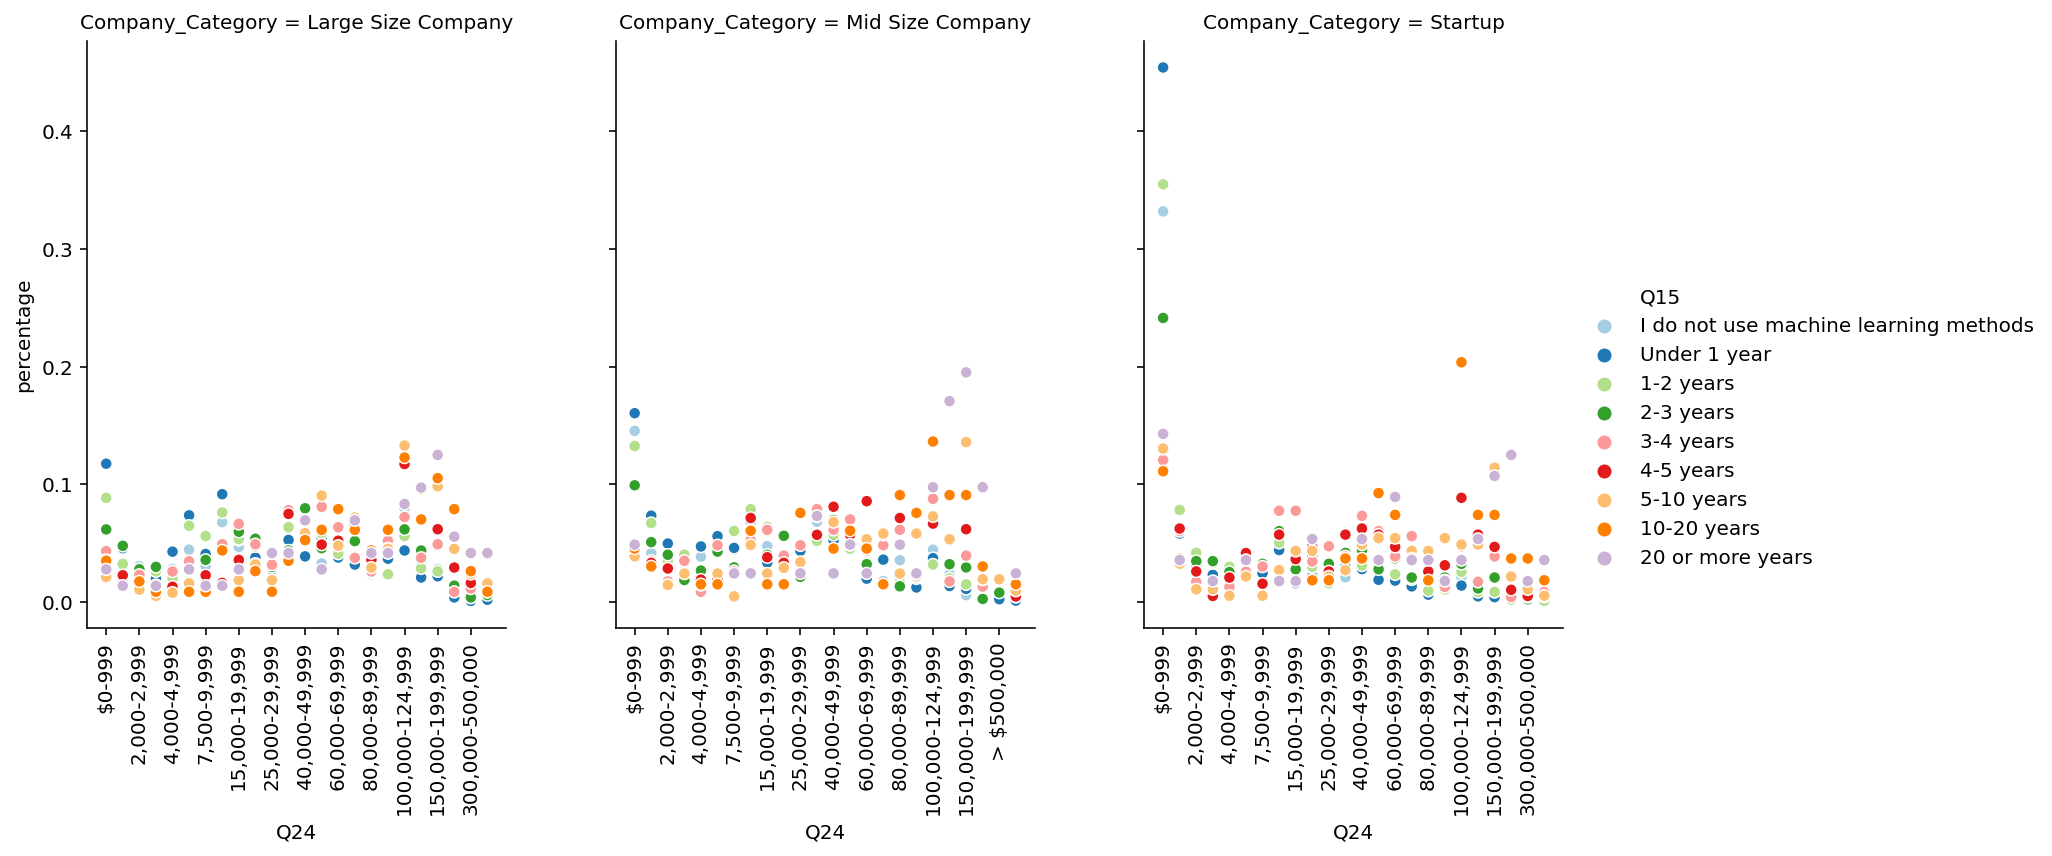 Company_Category = Large Size Company
Company_Category = Mid Size Company
Company_Category = Startup
percentage
0.4
0.3
0.2
0.1
0.0
$0-999
2,000-2,999
4,000-4,999
7,500-9,999
15,000-19,999
25,000-29,999
40,000-49,999
60,000-69,999
80,000-89,999
100,000-124,999
150,000-199,999
300,000-500,000
Q24
$0-999
2,000-2,999
4,000-4,999
7,500-9,999
15,000-19,999
25,000-29,999
40,000-49,999
60,000-69,999
80,000-89,999
100,000-124,999
150,000-199,999
> $500,000
Q24
$0-999
2,000-2,999
4,000-4,999
7,500-9,999
15,000-19,999
25,000-29,999
40,000-49,999
60,000-69,999
80,000-89,999
100,000-124,999
150,000-199,999
300,000-500,000
Q24
Q15
I do not use machine learning methods
Under 1 year
1-2 years
2-3 years
3-4 years
4-5 years
5-10 years
10-20 years
20 or more years